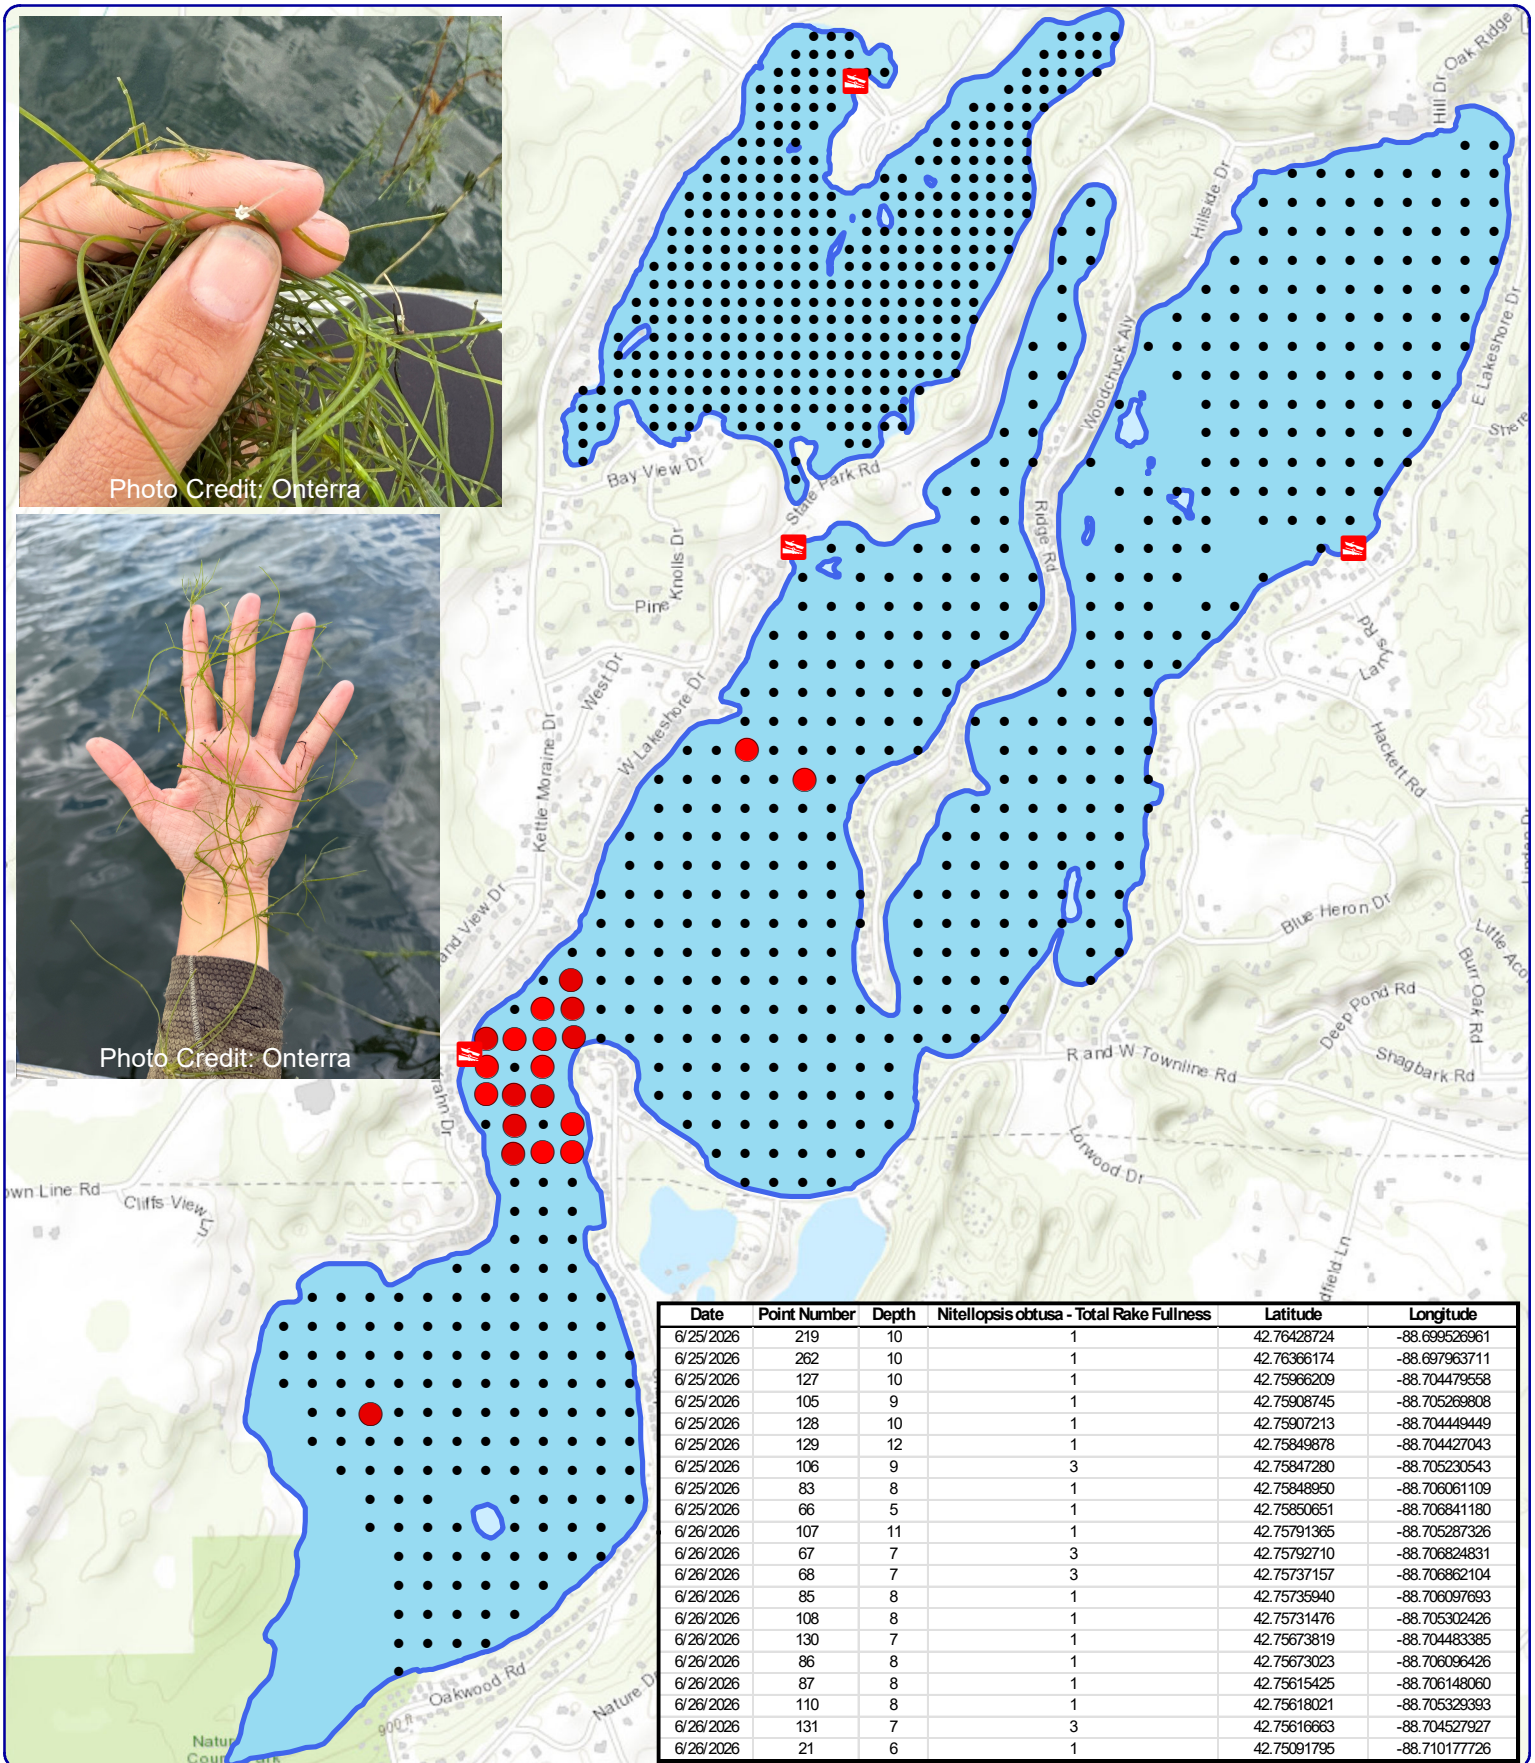 Photo Credit: Onterra
Photo Credit: Onterra
Hill Dr
Oak Ridge
Hillside Dr
E Lakeshore Dr
Woodchuck Aly
Bay View Dr
State Park Rd
Ridge Rd
Pine Knolls Dr
West Dr
W Lakeshore Dr
Kettle Moraine Dr
Larry's Rd
Hackett Rd
and View Dr
Blue Heron Dr
Burr Oak Rd
Deep Pond Rd
Shagbark Rd
R and W Townline Rd
Lorwood Dr
rahn Dr
own Line Rd
Cliffs View Ln
dfield Ln
Oakwood Rd
900 ft
Date Point Number Depth Nitellopsis obtusa - Total Rake Fullness Latitude Longitude
6/25/2026 219 10 1 42.76428724 -88.699526961
6/25/2026 262 10 1 42.76366174 -88.697963711
6/25/2026 127 10 1 42.75966209 -88.704479558
6/25/2026 105 9 1 42.75908745 -88.705269808
6/25/2026 128 10 1 42.75907213 -88.704449449
6/25/2026 129 12 1 42.75849878 -88.704427043
6/25/2026 106 9 3 42.75847280 -88.705230543
6/25/2026 83 8 1 42.75848950 -88.706061109
6/25/2026 66 5 1 42.75850651 -88.706841180
6/26/2026 107 11 1 42.75791365 -88.705287326
6/26/2026 67 7 3 42.75792710 -88.706824831
6/26/2026 68 7 3 42.75737157 -88.706862104
6/26/2026 85 8 1 42.75735940 -88.706097693
6/26/2026 108 8 1 42.75731476 -88.705302426
6/26/2026 130 7 1 42.75673819 -88.704483385
6/26/2026 86 8 1 42.75673023 -88.706096426
6/26/2026 87 8 1 42.75615425 -88.706148060
6/26/2026 110 8 1 42.75618021 -88.705329393
6/26/2026 131 7 3 42.75616663 -88.704527927
6/26/2026 21 6 1 42.75091795 -88.710177726